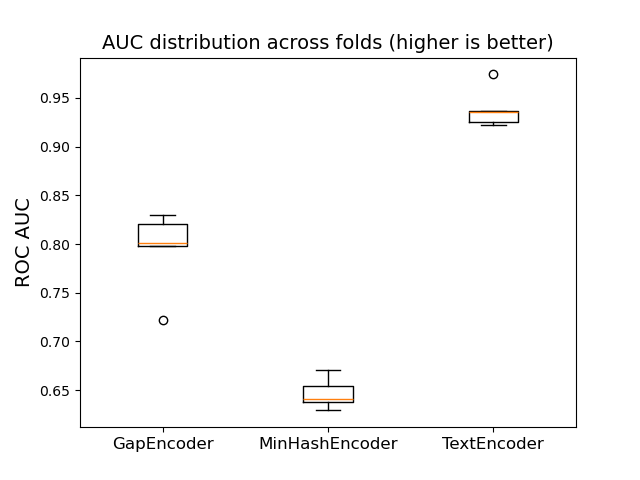 AUC distribution across folds (higher is better)
ROC AUC
0.95
0.90
0.85
0.80
0.75
0.70
0.65
GapEncoder MinHashEncoder TextEncoder